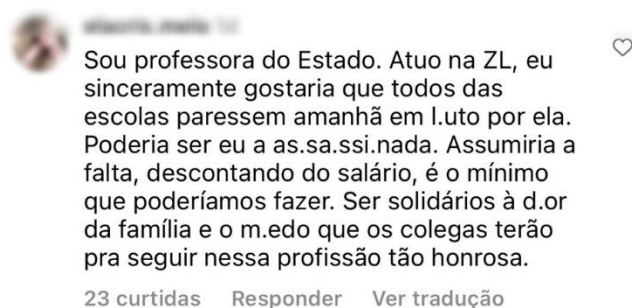 Sou professora do Estado. Atuo na ZL, eu
sinceramente gostaria que todos das
escolas paressem amanhã em l.uto por ela.
Poderia ser eu a as.sa.ssi.nada. Assumiria a
falta, descontando do salário, é o mínimo
que poderíamos fazer. Ser solidários à d.or
da família e o m.edo que os colegas terão
pra seguir nessa profissão tão honrosa.
23 curtidas Responder Ver tradução